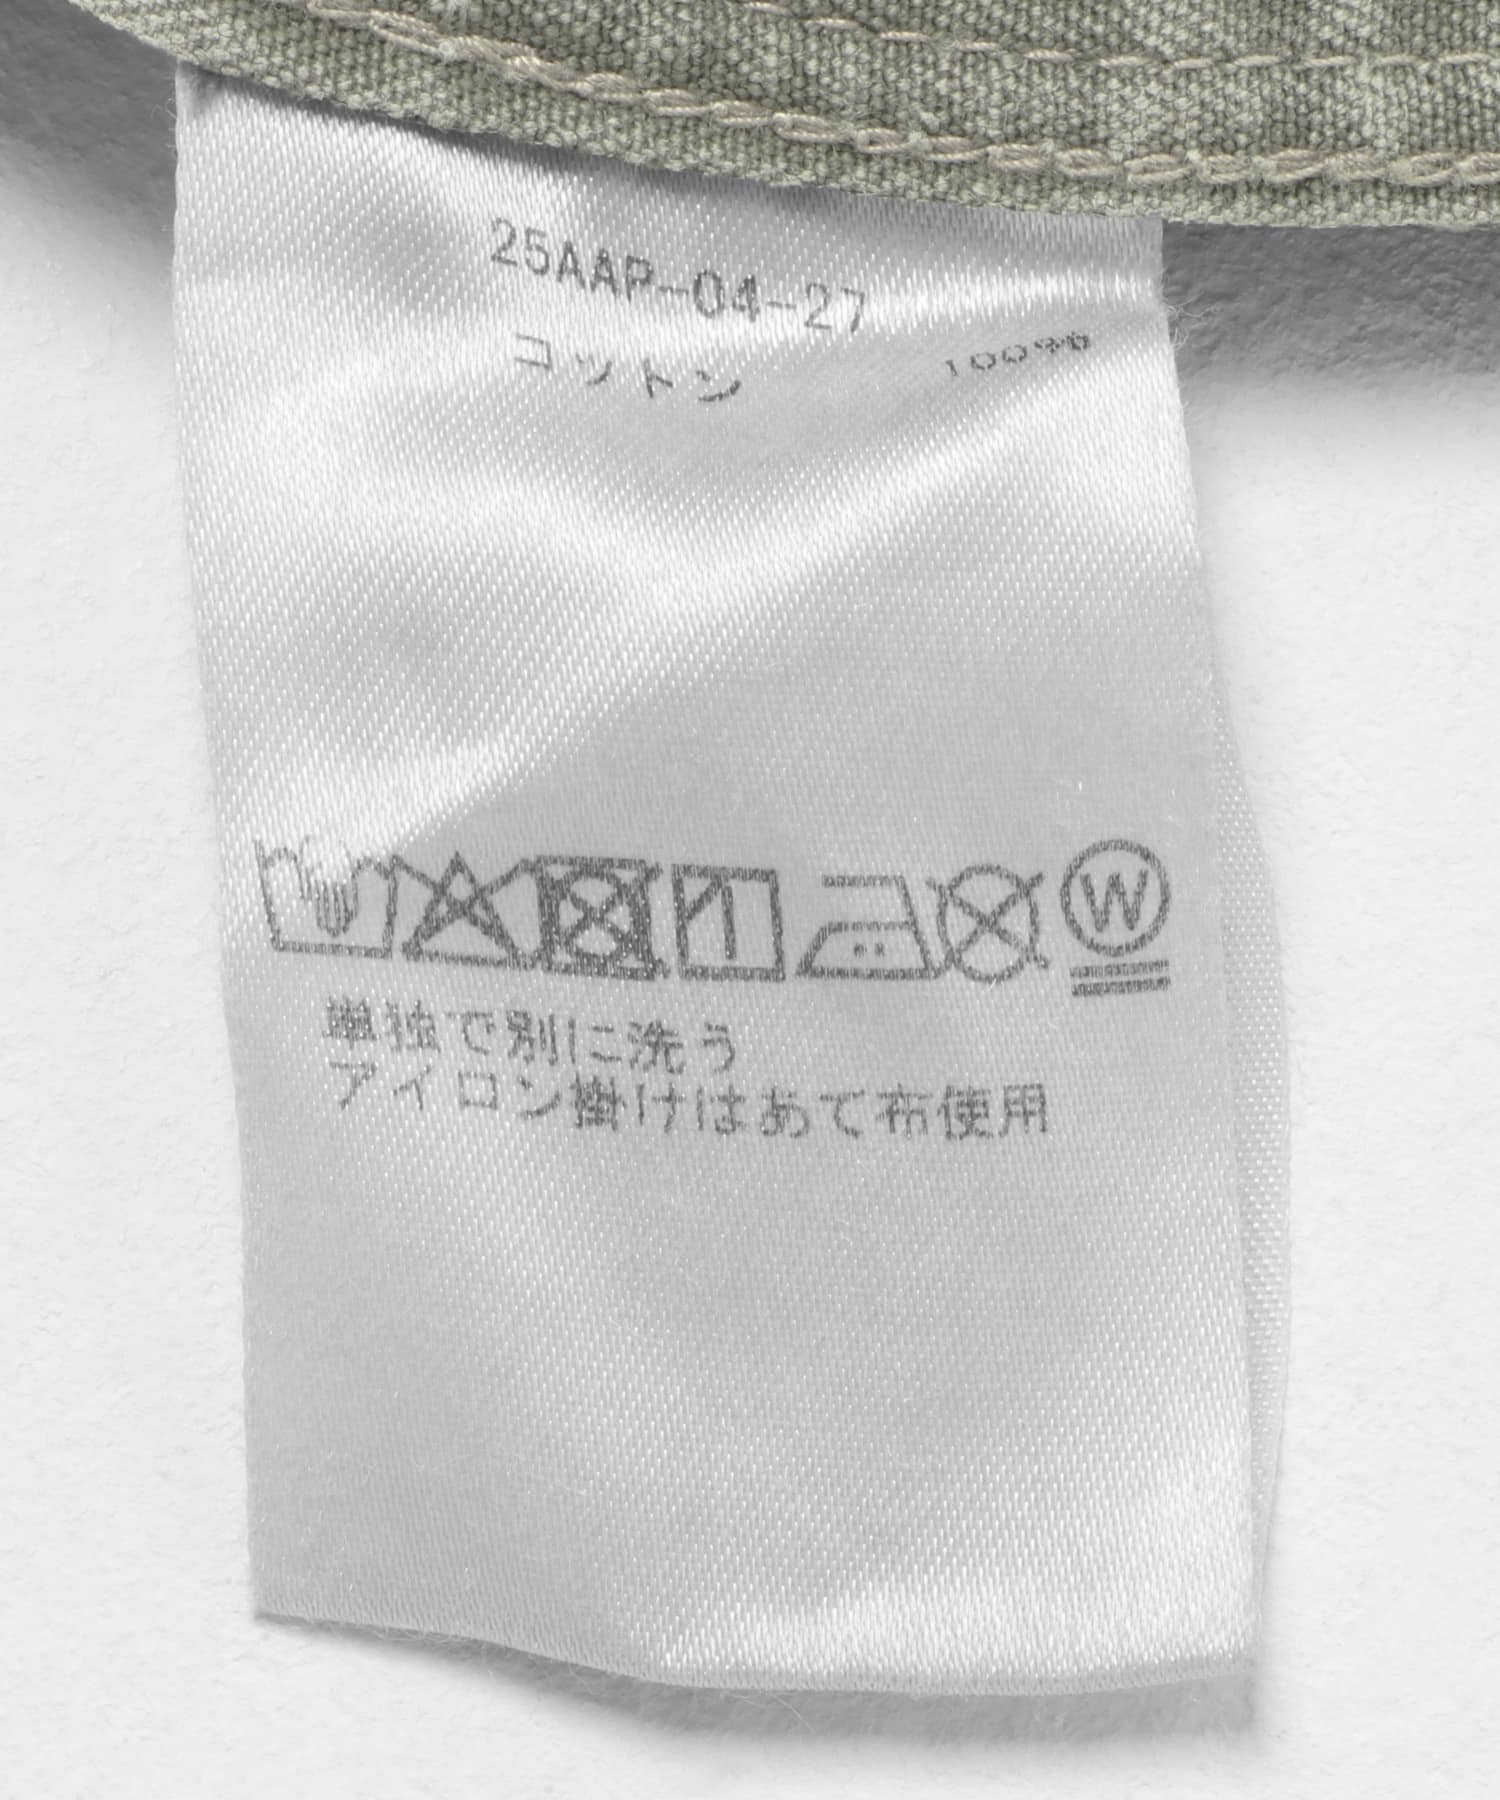 25AAP-04-27
コットン 100%
W
単独で別に洗う
アイロン掛けはあて布使用